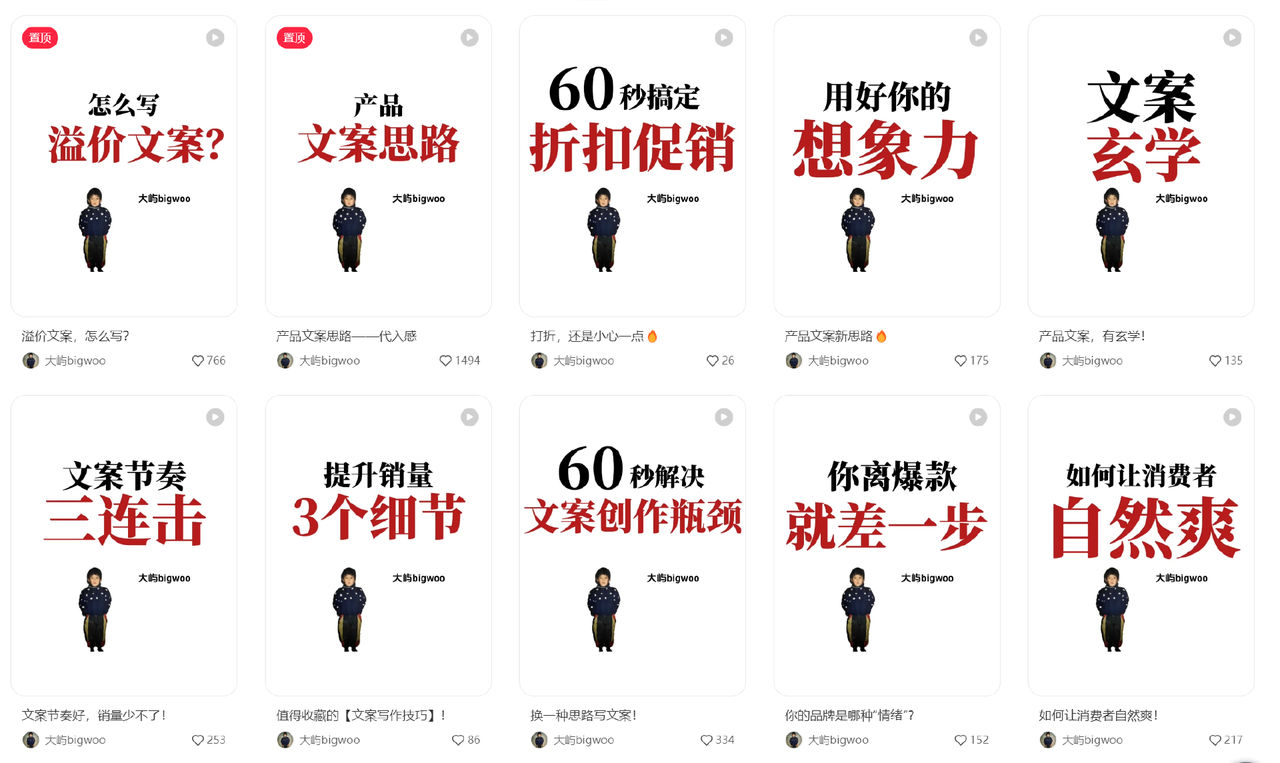 置顶
怎么写
溢价文案?
大屿bigwoo
溢价文案，怎么写?
大屿bigwoo
766
置顶
产品
文案思路
大屿bigwoo
产品文案思路——代入感
大屿bigwoo
1494
60秒搞定
折扣促销
大屿bigwoo
打折，还是小心一点🔥
大屿bigwoo
26
用好你的
想象力
大屿bigwoo
产品文案新思路🔥
大屿bigwoo
175
文案
玄学
大屿bigwoo
产品文案，有玄学!
大屿bigwoo
135
文案节奏
三连击
大屿bigwoo
文案节奏好，销量少不了!
大屿bigwoo
253
提升销量
3个细节
大屿bigwoo
值得收藏的【文案写作技巧】!
大屿bigwoo
86
60秒解决
文案创作瓶颈
大屿bigwoo
换一种思路写文案!
大屿bigwoo
334
你离爆款
就差一步
大屿bigwoo
你的品牌是哪种“情绪”?
大屿bigwoo
152
如何让消费者
自然爽
大屿bigwoo
如何让消费者自然爽!
大屿bigwoo
217